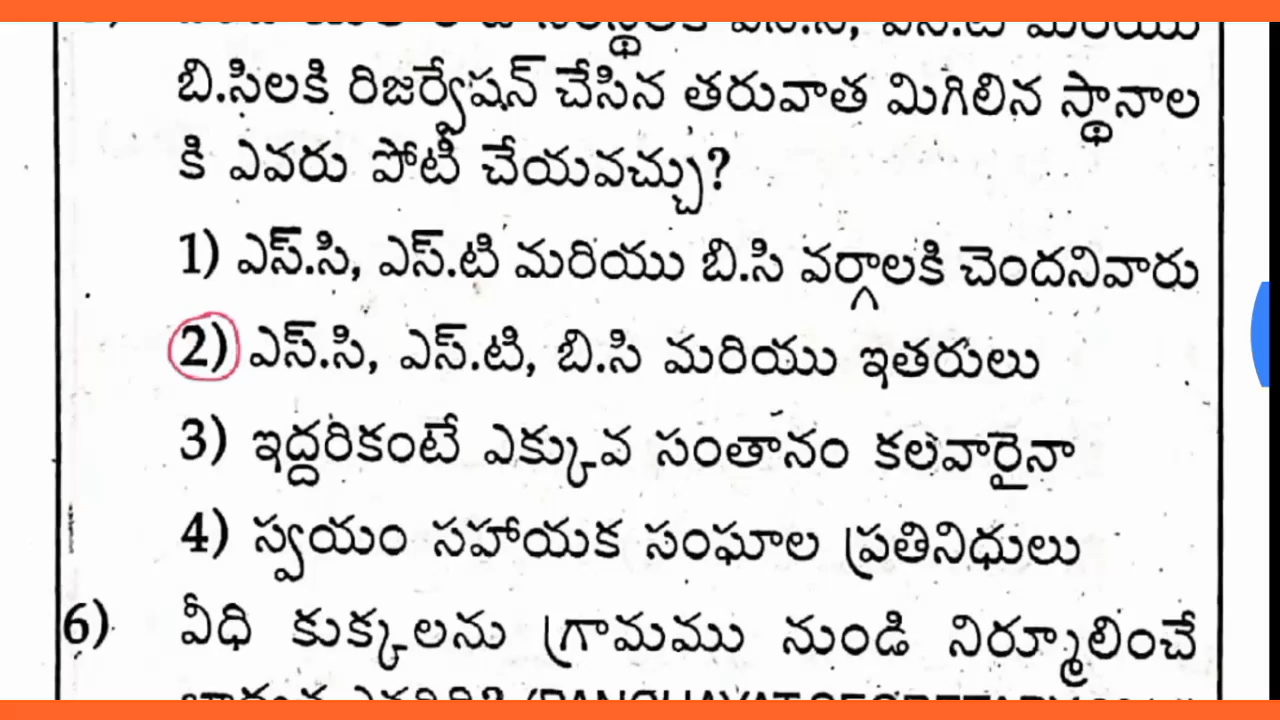 బి.సిలకి రిజర్వేషన్ చేసిన తరువాత మిగిలిన స్థానాల
కి ఎవరు పోటీ చేయవచ్చు?
1) ఎస్.సి, ఎస్.టి మరియు బి.సి వర్గాలకి చెందనివారు
2) ఎస్.సి, ఎస్.టి, బి.సి మరియు ఇతరులు
3) ఇద్దరికంటే ఎక్కువ సంతానం కలవారైనా
4) స్వయం సహాయక సంఘాల ప్రతినిధులు
6) వీధి కుక్కలను గ్రామము నుండి నిర్మూలించే